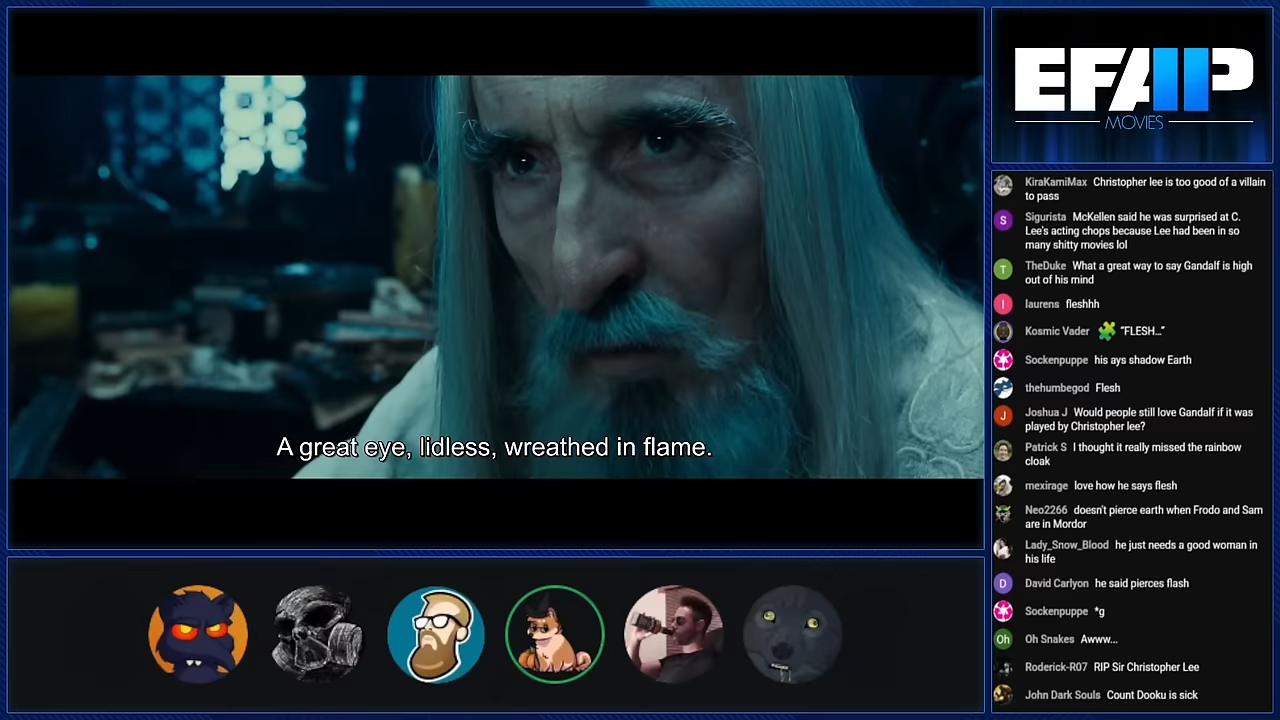 A great eye, lidless, wreathed in flame.
EFAP
MOVIES
KiraKamiMax Christopher lee is too good of a villain
to pass
S
Sigurista McKellen said he was surprised at C.
Lee's acting chops because Lee had been in so
many shitty movies lol
T
TheDuke What a great way to say Gandalf is high
out of his mind
l
laurens fleshhh
Kosmic Vader "FLESH..."
Sockenpuppe his ays shadow Earth
thehumbegod Flesh
J
Joshua J Would people still love Gandalf if it was
played by Christopher lee?
Patrick S I thought it really missed the rainbow
cloak
mexirage love how he says flesh
Neo2266 doesn't pierce earth when Frodo and Sam
are in Mordor
Lady_Snow_Blood he just needs a good woman in
his life
D
David Carlyon he said pierces flash
Sockenpuppe *g
Oh
Oh Snakes Awww...
Roderick-R07 RIP Sir Christopher Lee
John Dark Souls Count Dooku is sick